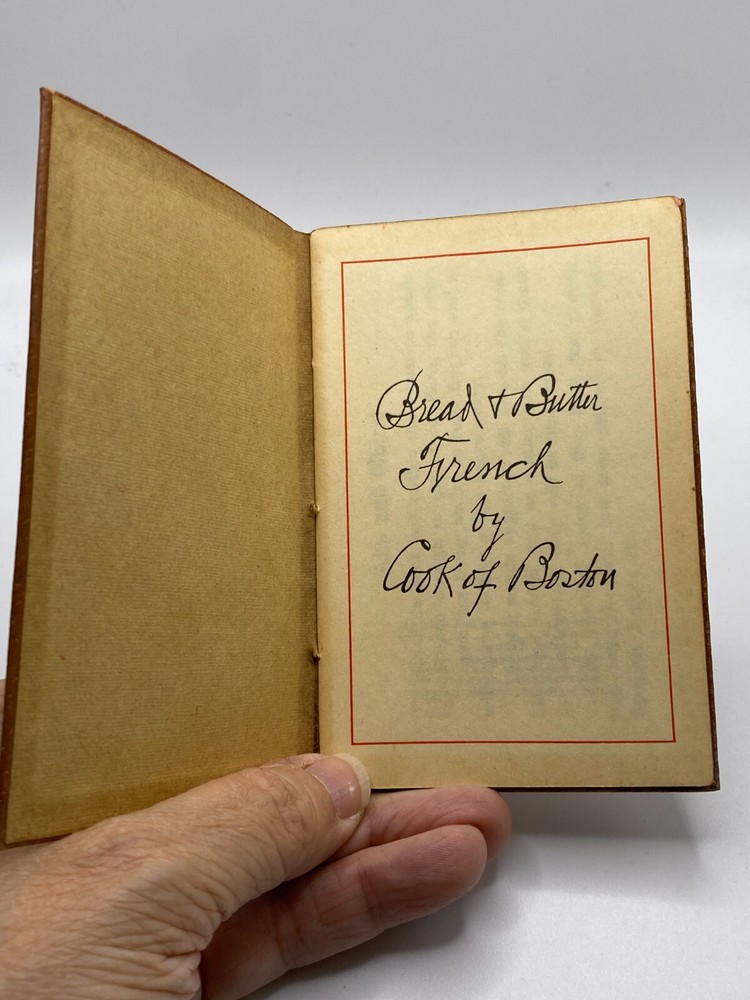 Bread & Butter
French
by
Cook of Boston